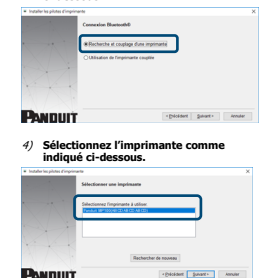 Installer les pilotes d'imprimante
Connexion Bluetooth®
Recherche et couplage d'une imprimante
Utilisation de l'imprimante couplée
PANDUIT
< Précédent
Suivant >
Annuler
4) Sélectionnez l'imprimante comme
indiqué ci-dessous.
Installer les pilotes d'imprimante
Sélectionner une imprimante
Sélectionnez l'imprimante à utiliser.
Rechercher de nouveau
PANDUIT
< Précédent
Suivant >
Annuler